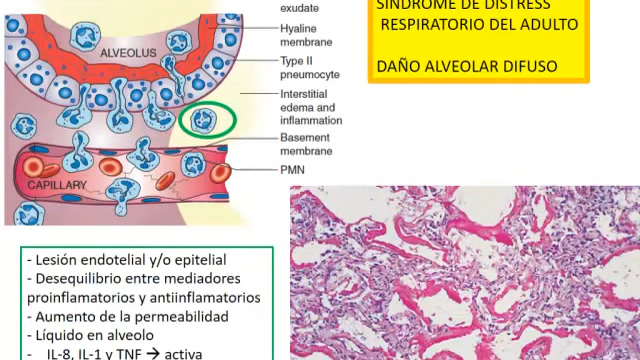 exudate
Hyaline
membrane
Type II
pneumocyte
Interstitial
edema and
inflammation
Basement
membrane
PMN
ALVEOLUS
CAPILLARY
SINDROME DE DISTRESS
RESPIRATORIO DEL ADULTO
DAÑO ALVEOLAR DIFUSO
- Lesión endotelial y/o epitelial
- Desequilibrio entre mediadores
proinflamatorios y antiinflamatorios
- Aumento de la permeabilidad
- Líquido en alveolo
- IL-8, IL-1 y TNF → activa